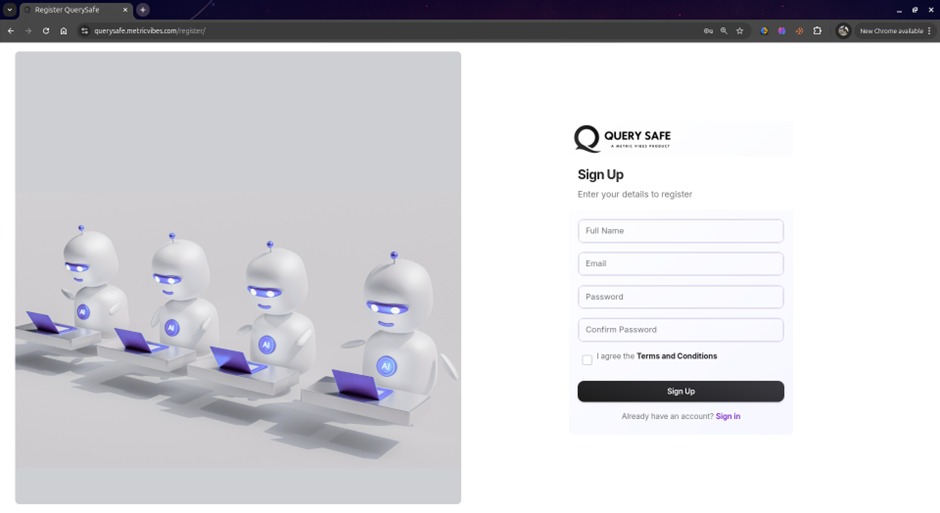 Register QuerySafe
querysafe.metricvibes.com/register/
New Chrome available
QUERY SAFE
A METRIC VIBES PRODUCT
Sign Up
Enter your details to register
Full Name
Email
Password
Confirm Password
I agree the Terms and Conditions
Sign Up
Already have an account? Sign in
AI
AI
AI
AI